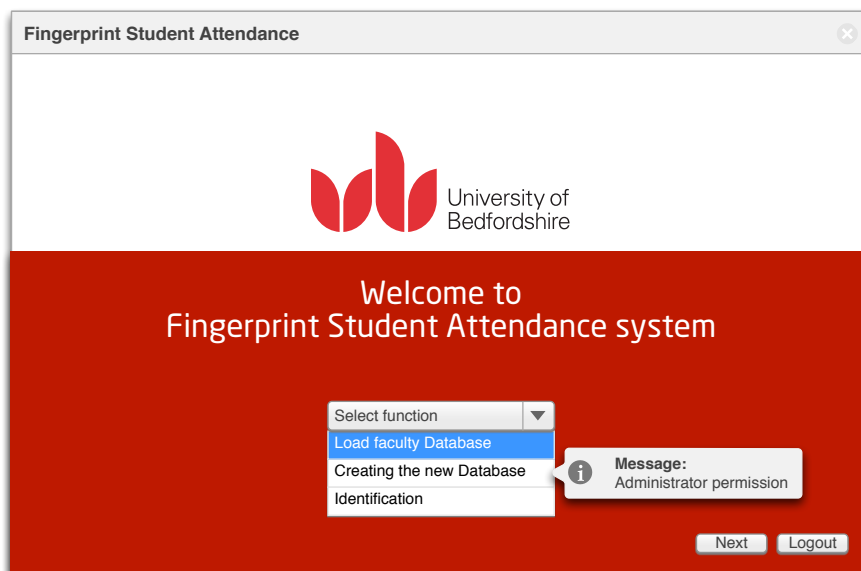 Fingerprint Student Attendance
University of
Bedfordshire
Welcome to
Fingerprint Student Attendance system
Select function
Load faculty Database
Creating the new Database
Identification
Message:
Administrator permission
Next
Logout